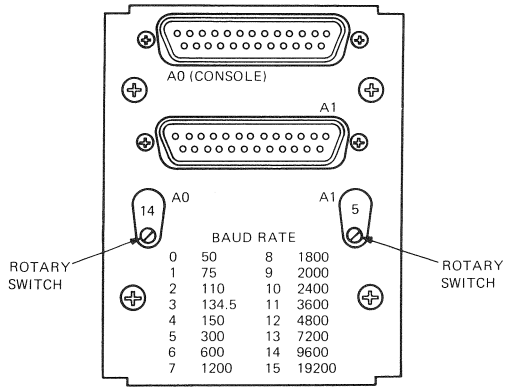 A0 (CONSOLE)
A1
14 A0
A1 5
BAUD RATE
ROTARY SWITCH
ROTARY SWITCH
0 50 8 1800
1 75 9 2000
2 110 10 2400
3 134.5 11 3600
4 150 12 4800
5 300 13 7200
6 600 14 9600
7 1200 15 19200